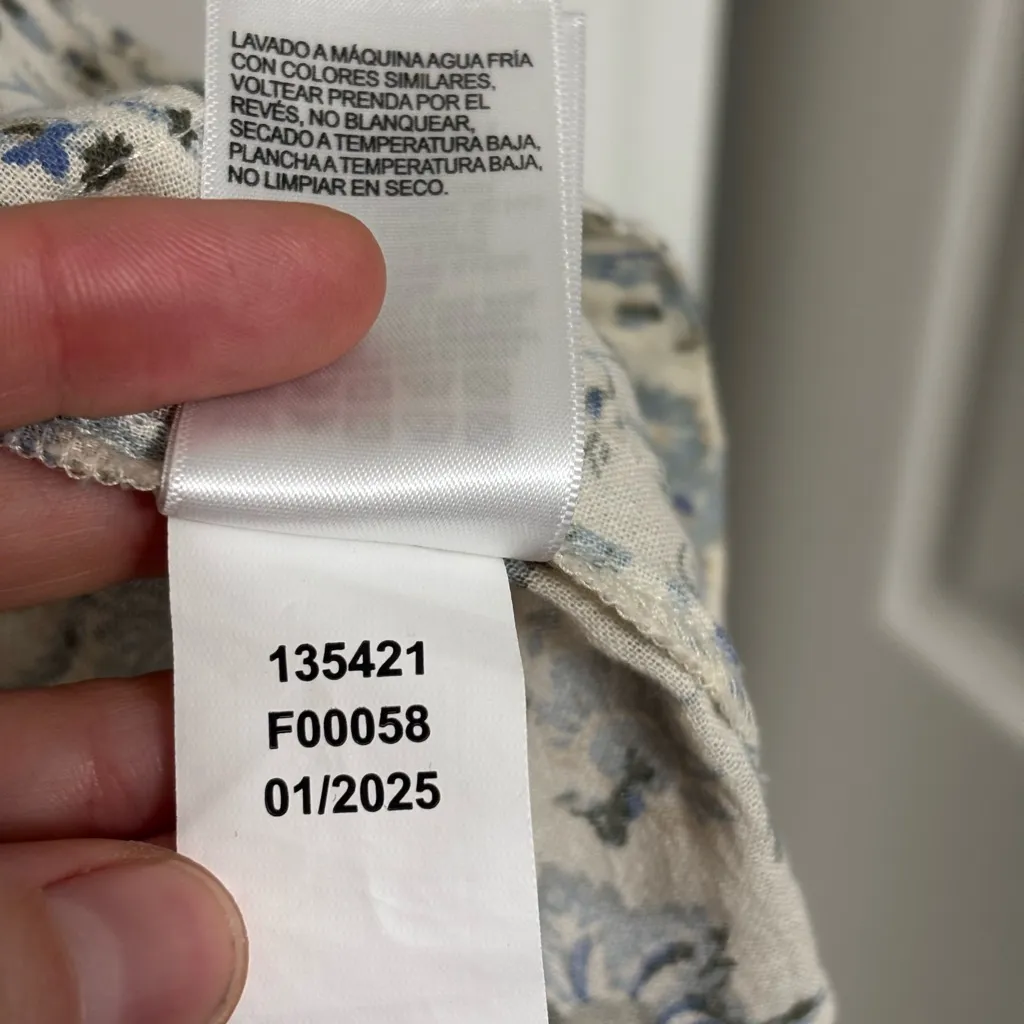 LAVADO A MÁQUINA AGUA FRÍA
CON COLORES SIMILARES,
VOLTEAR PRENDA POR EL
REVÉS, NO BLANQUEAR,
SECADO A TEMPERATURA BAJA,
PLANCHA A TEMPERATURA BAJA,
NO LIMPIAR EN SECO.
135421
F00058
01/2025